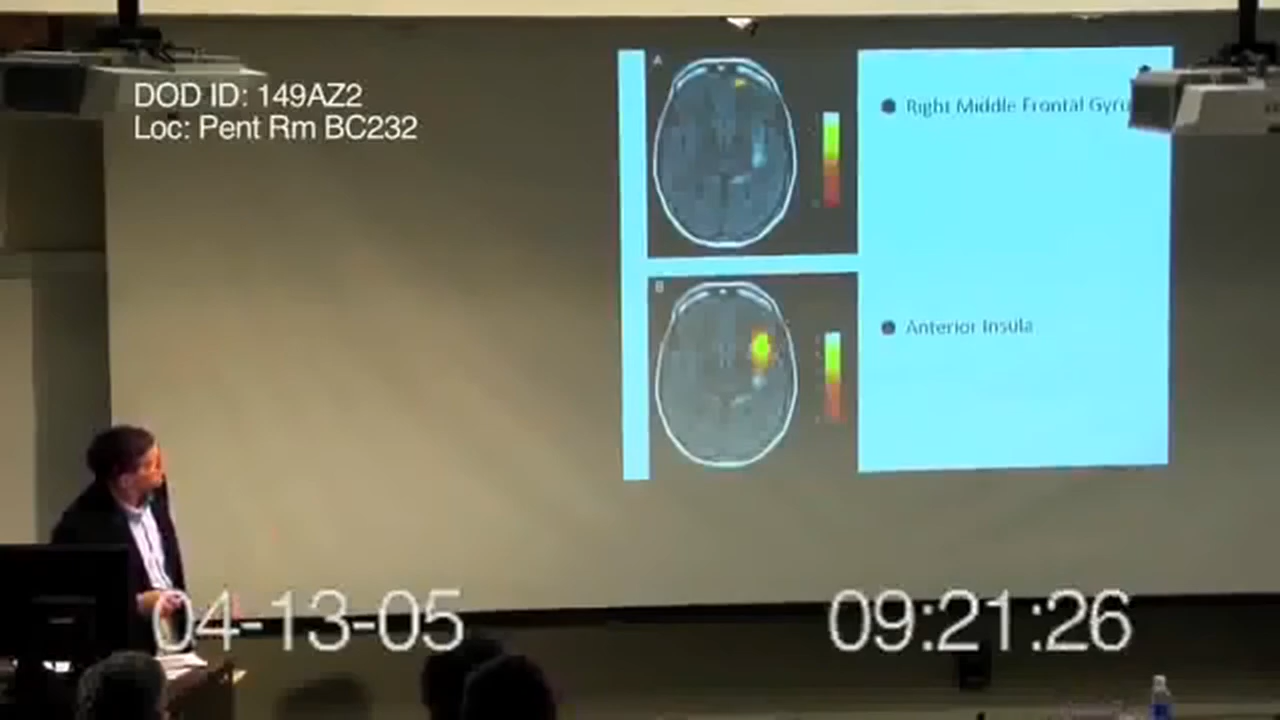 DOD ID: 149AZ2
Loc: Pent Rm BC232
A
Right Middle Frontal Gyru
B
Anterior Insula
04-13-05
09:21:26